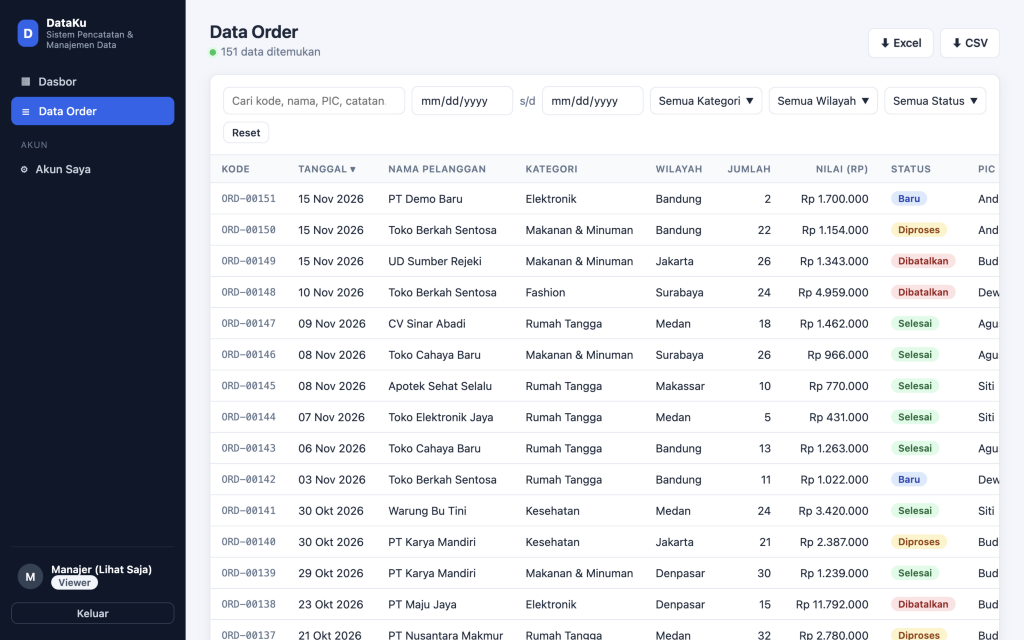 D
DataKu
Sistem Pencatatan &
Manajemen Data
Dasbor
Data Order
AKUN
Akun Saya
M
Manajer (Lihat Saja)
Viewer
Keluar
Data Order
151 data ditemukan
Excel
CSV
Cari kode, nama, PIC, catatan
mm/dd/yyyy s/d mm/dd/yyyy Semua Kategori ▼ Semua Wilayah ▼ Semua Status ▼
Reset
KODE TANGGAL ▼ NAMA PELANGGAN KATEGORI WILAYAH JUMLAH NILAI (RP) STATUS PIC
ORD-00151 15 Nov 2026 PT Demo Baru Elektronik Bandung 2 Rp 1.700.000 Baru And
ORD-00150 15 Nov 2026 Toko Berkah Sentosa Makanan & Minuman Bandung 22 Rp 1.154.000 Diproses And
ORD-00149 15 Nov 2026 UD Sumber Rejeki Makanan & Minuman Jakarta 26 Rp 1.343.000 Dibatalkan Bud
ORD-00148 10 Nov 2026 Toko Berkah Sentosa Fashion Surabaya 24 Rp 4.959.000 Dibatalkan Dew
ORD-00147 09 Nov 2026 CV Sinar Abadi Rumah Tangga Medan 18 Rp 1.462.000 Selesai Agu
ORD-00146 08 Nov 2026 Toko Cahaya Baru Makanan & Minuman Surabaya 26 Rp 966.000 Selesai Agu
ORD-00145 08 Nov 2026 Apotek Sehat Selalu Rumah Tangga Makassar 10 Rp 770.000 Selesai Siti
ORD-00144 07 Nov 2026 Toko Elektronik Jaya Rumah Tangga Medan 5 Rp 431.000 Selesai Siti
ORD-00143 06 Nov 2026 Toko Cahaya Baru Rumah Tangga Bandung 13 Rp 1.263.000 Selesai Agu
ORD-00142 03 Nov 2026 Toko Berkah Sentosa Rumah Tangga Bandung 11 Rp 1.022.000 Baru Dew
ORD-00141 30 Okt 2026 Warung Bu Tini Kesehatan Medan 24 Rp 3.420.000 Selesai Siti
ORD-00140 30 Okt 2026 PT Karya Mandiri Kesehatan Jakarta 21 Rp 2.387.000 Diproses Bud
ORD-00139 29 Okt 2026 PT Karya Mandiri Makanan & Minuman Denpasar 30 Rp 1.239.000 Selesai Bud
ORD-00138 23 Okt 2026 PT Maju Jaya Elektronik Denpasar 15 Rp 11.792.000 Dibatalkan Bud
ORD-00137 21 Okt 2026 PT Nusantara Makmur Rumah Tangga Medan 32 Rp 2.780.000 Diproses Bud